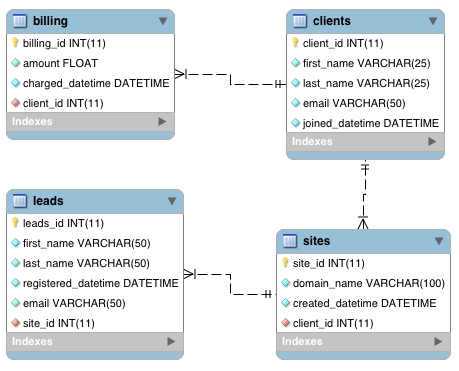 billing
billing_id INT(11)
amount FLOAT
charged_datetime DATETIME
client_id INT(11)
Indexes
clients
client_id INT(11)
first_name VARCHAR(25)
last_name VARCHAR(25)
email VARCHAR(50)
joined_datetime DATETIME
Indexes
leads
leads_id INT(11)
first_name VARCHAR(50)
last_name VARCHAR(50)
registered_datetime DATETIME
email VARCHAR(50)
site_id INT(11)
Indexes
sites
site_id INT(11)
domain_name VARCHAR(100)
created_datetime DATETIME
client_id INT(11)
Indexes